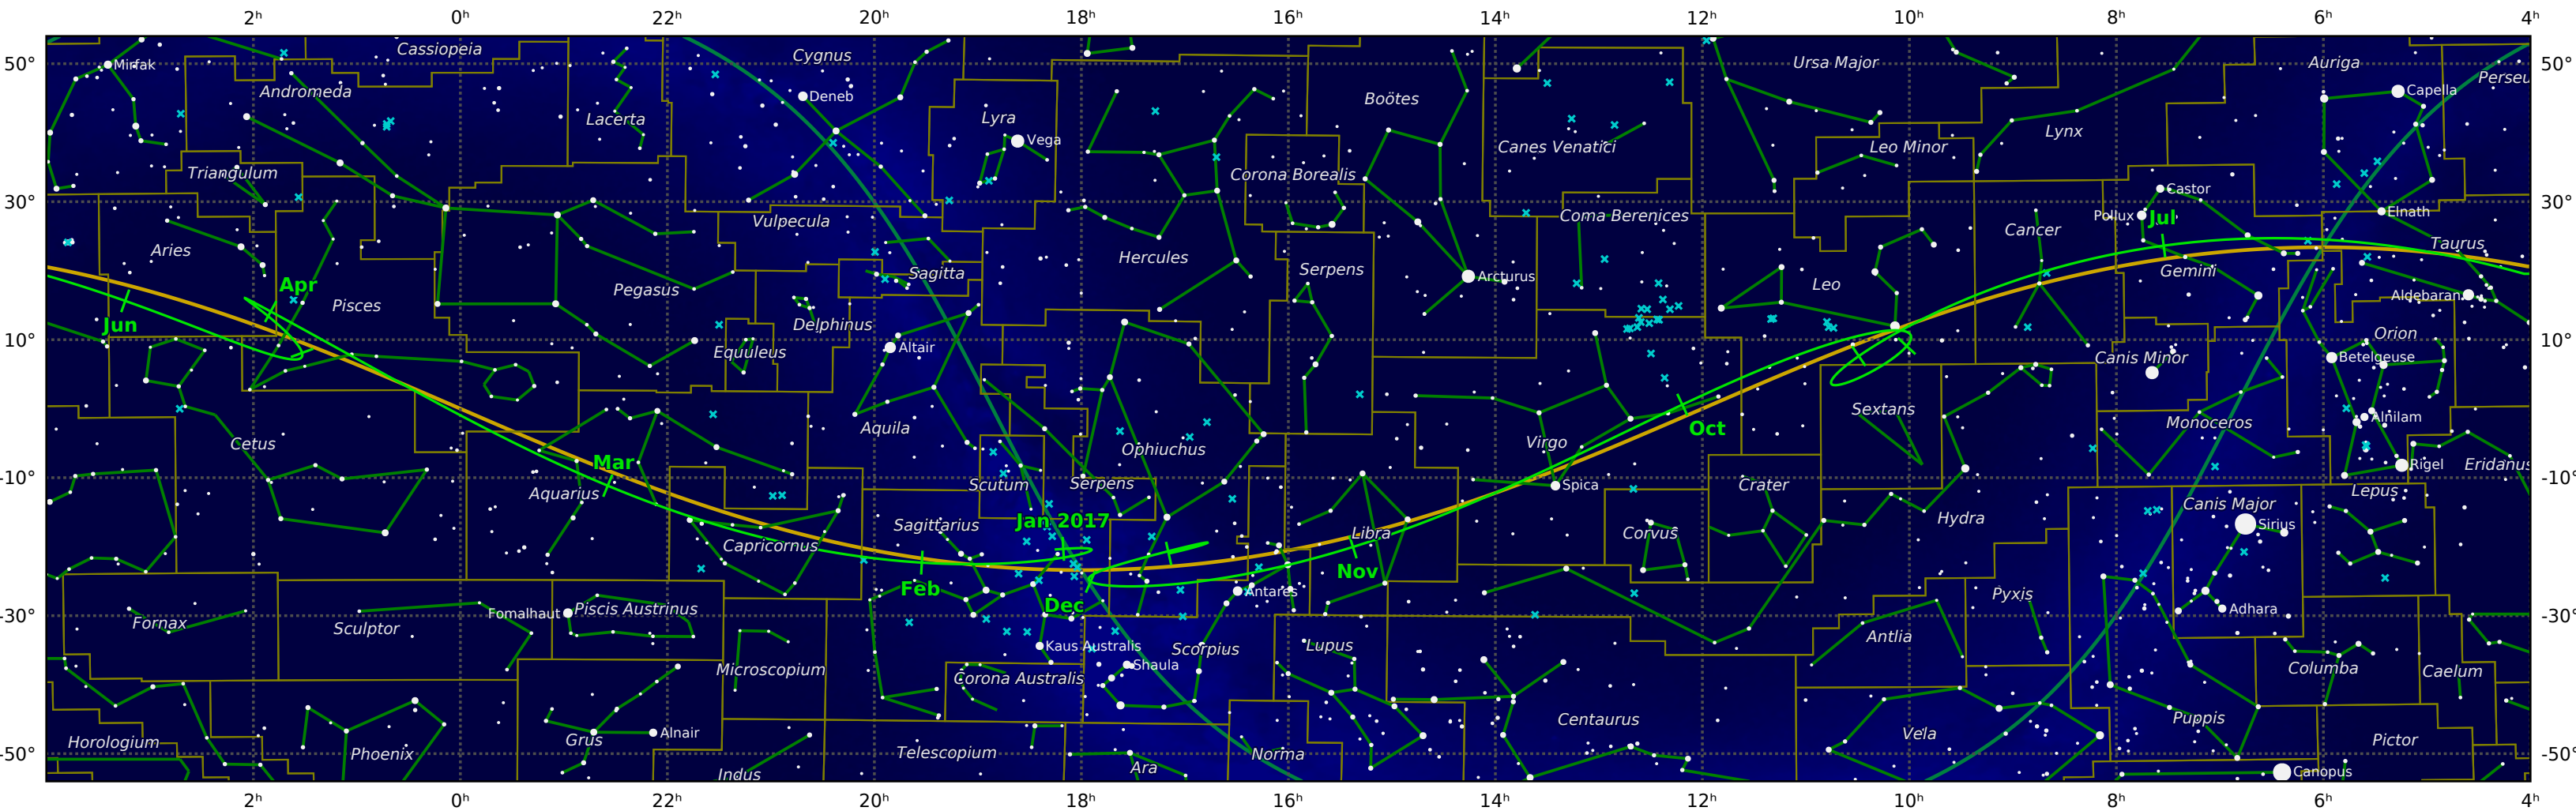 2ʰ 0ʰ 22ʰ 20ʰ 18ʰ 16ʰ 14ʰ 12ʰ 10ʰ 8ʰ 6ʰ 4ʰ
50° Mirfak Cassiopeia Cygnus Ursa Major Auriga 50°
Andromeda Deneb Boötes Capella Perseu
Lacerta Lyra Vega Canes Venatici Leo Minor Lynx
Triangulum Corona Borealis Castor
30° Vulpecula Coma Berenices Pollux Jul Elnath 30°
Aries Hercules Serpens Cancer Taurus
Apr Pisces Pegasus Sagitta Arcturus Leo Gemini Aldebaran
Jun Delphinus Orion
10° Equuleus Altair Canis Minor Betelgeuse 10°
Cetus Aquila Ophiuchus Virgo Oct Sextans Monoceros Alnilam
-10° Mar Aquarius Scutum Serpens Spica Crater Rigel Eridanus -10°
Jan 2017 Sagittarius Capricornus Libra Corvus Hydra Canis Major Sirius Lepus
Feb Dec Nov Antares Pyxis Adhara
-30° Fornax Sculptor Fomalhaut Piscis Austrinus Kaus Australis Scorpius Lupus Antlia -30°
Microscopium Corona Australis Shaula Columba Caelum
Horologium Phoenix Grus Alnair Telescopium Centaurus Vela Puppis Pictor
-50° Indus Ara Norma Canopus -50°
2ʰ 0ʰ 22ʰ 20ʰ 18ʰ 16ʰ 14ʰ 12ʰ 10ʰ 8ʰ 6ʰ 4ʰ